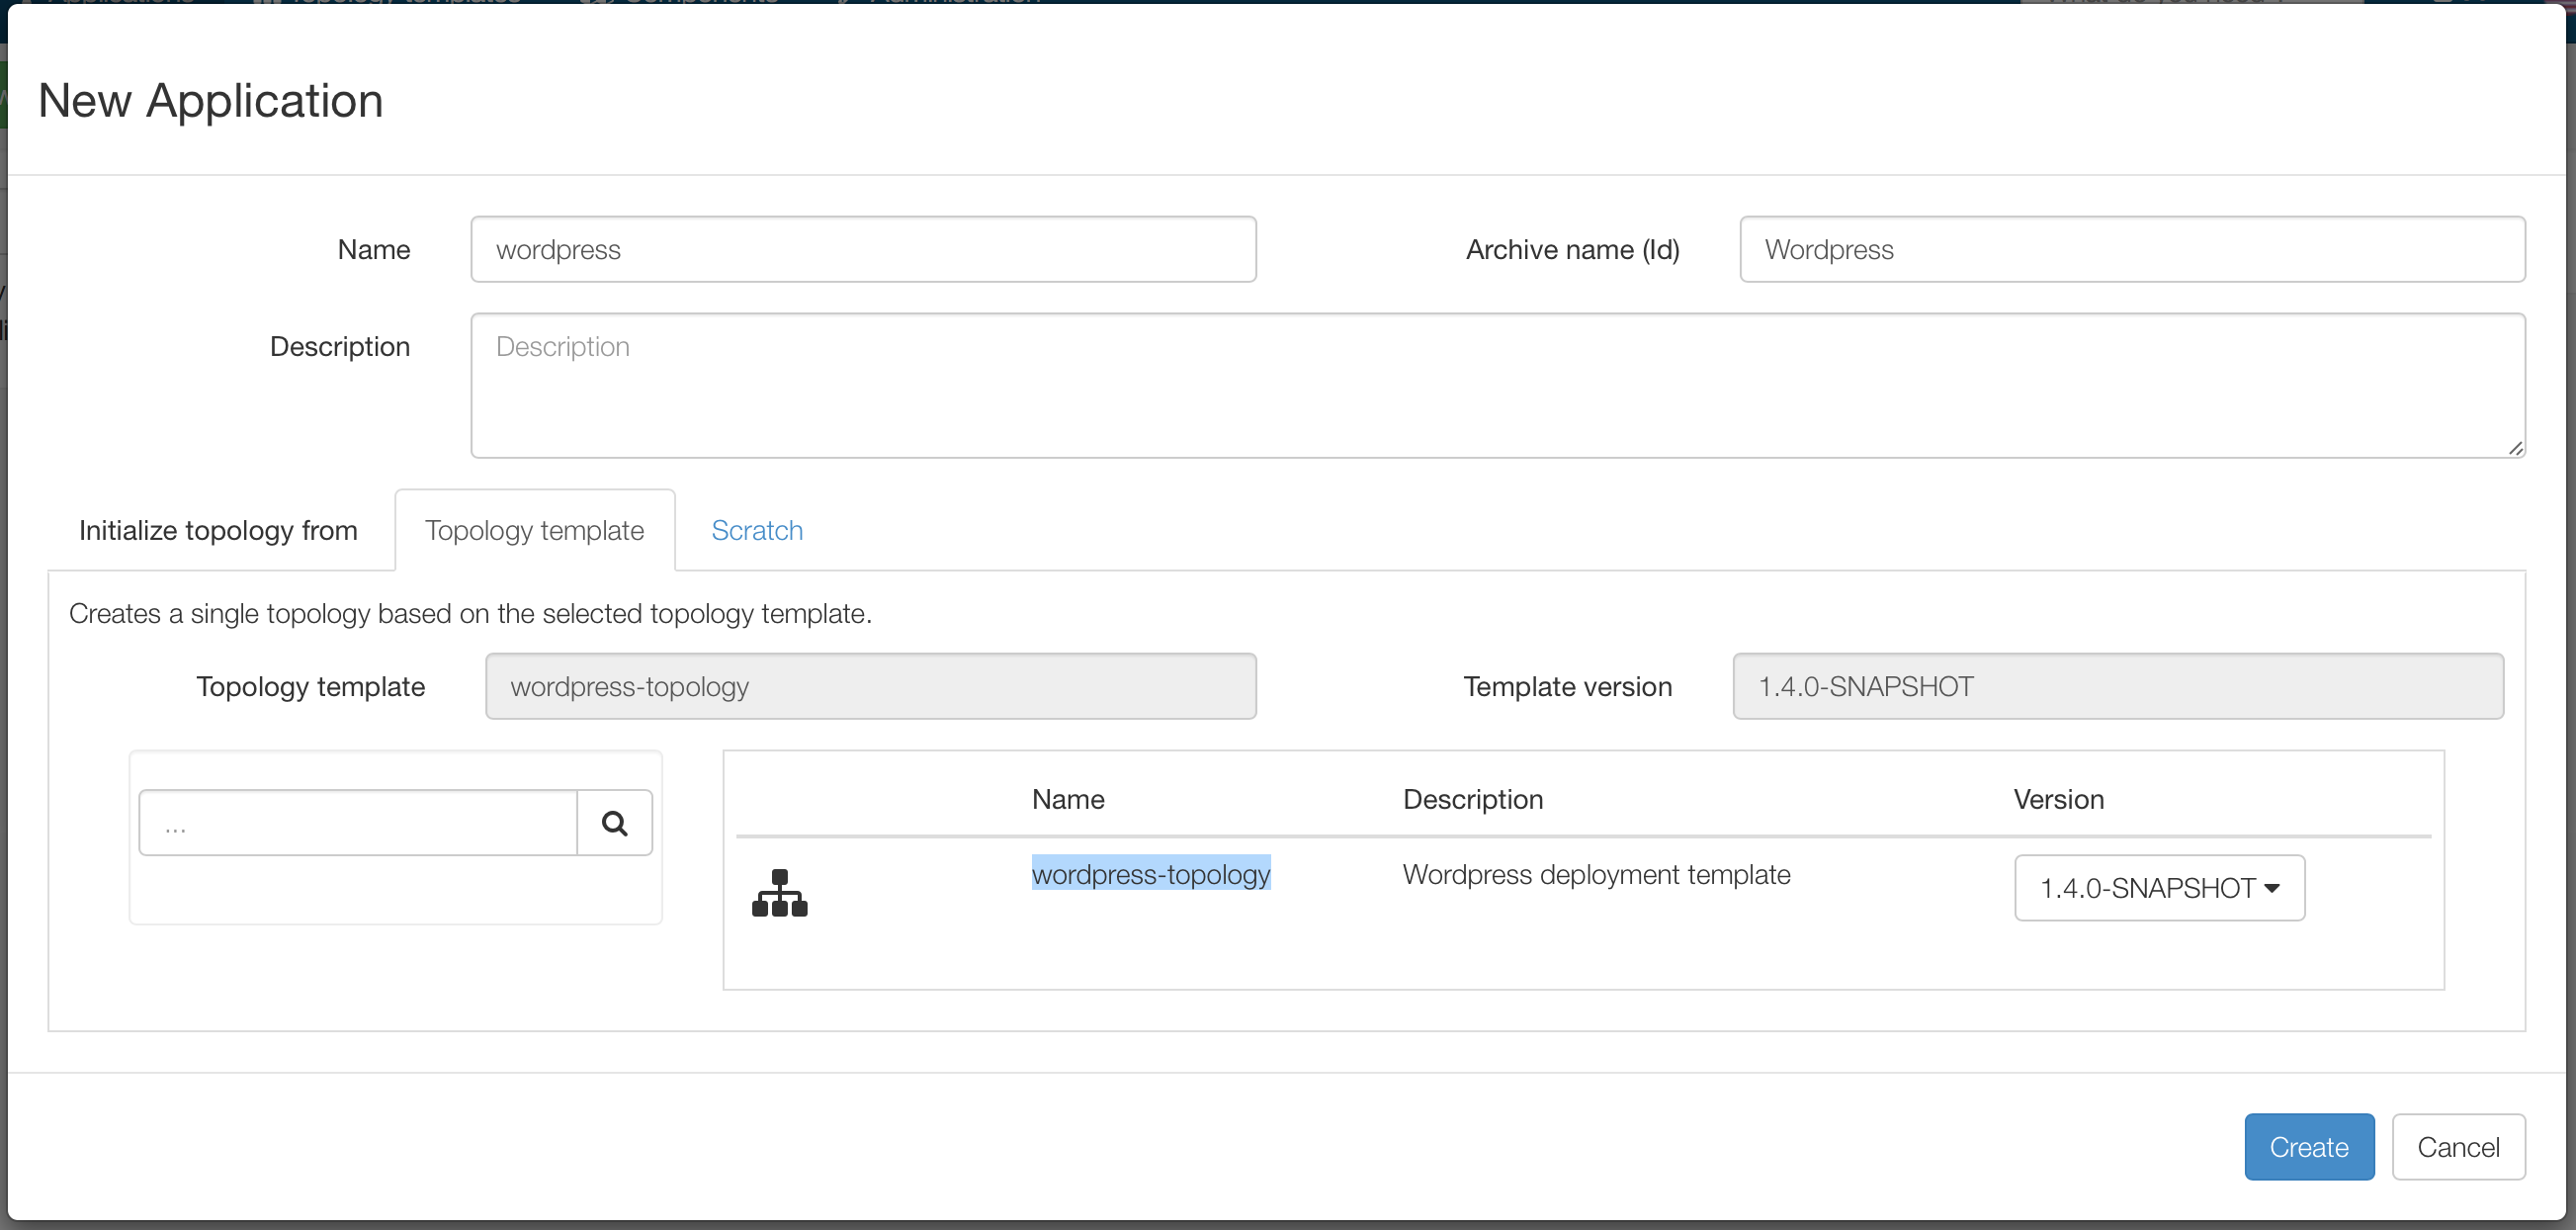 New Application
Name wordpress Archive name (Id) Wordpress
Description Description
Initialize topology from Topology template Scratch
Creates a single topology based on the selected topology template.
Topology template wordpress-topology Template version 1.4.0-SNAPSHOT
...
Name Description Version
wordpress-topology Wordpress deployment template 1.4.0-SNAPSHOT
Create Cancel